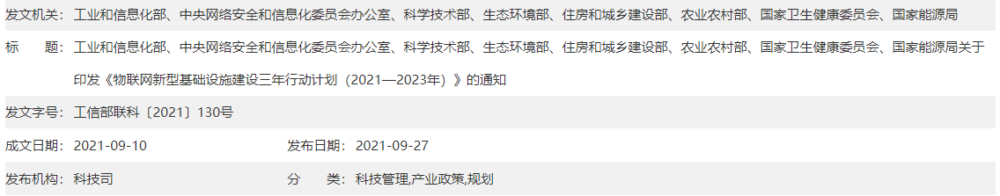 发文机关： 工业和信息化部、中央网络安全和信息化委员会办公室、科学技术部、生态环境部、住房和城乡建设部、农业农村部、国家卫生健康委员会、国家能源局
标　　题： 工业和信息化部、中央网络安全和信息化委员会办公室、科学技术部、生态环境部、住房和城乡建设部、农业农村部、国家卫生健康委员会、国家能源局关于
印发《物联网新型基础设施建设三年行动计划（2021—2023年）》的通知
发文字号： 工信部联科〔2021〕130号
成文日期： 2021-09-10 发布日期： 2021-09-27
发布机构： 科技司 分　　类： 科技管理,产业政策,规划